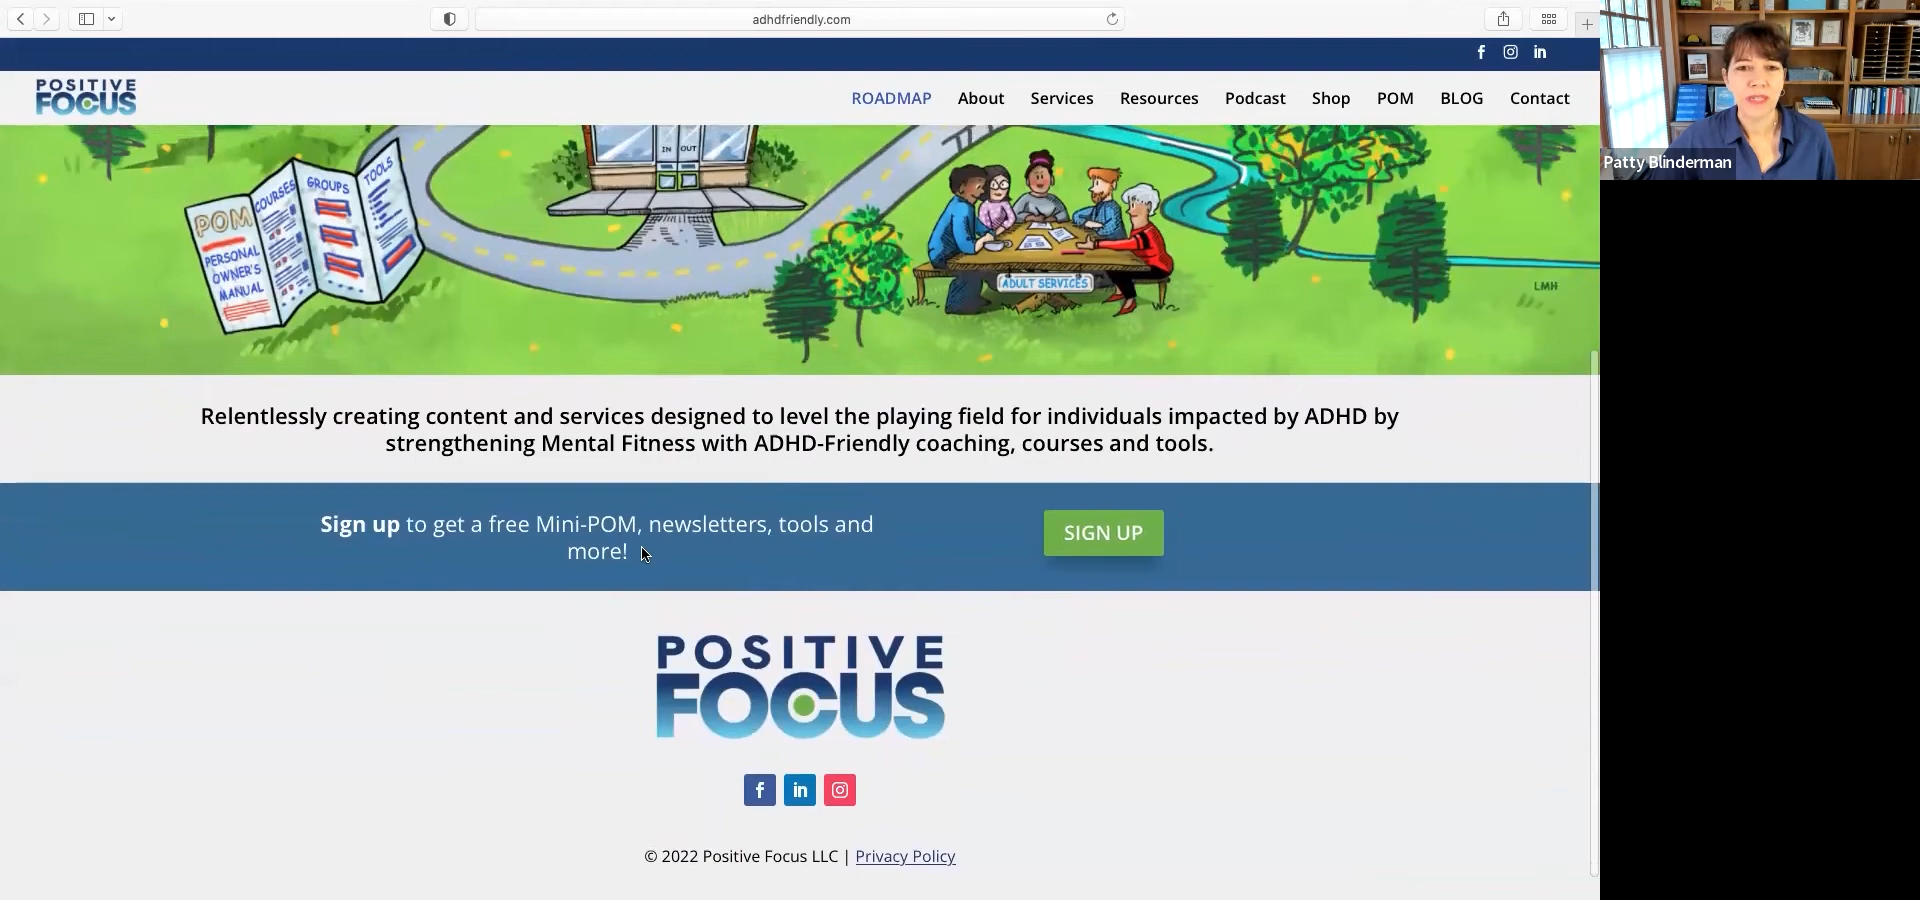 adhdfriendly.com
POSITIVE
FOCUS
ROADMAP About Services Resources Podcast Shop POM BLOG Contact
Patty Blinderman
IN OUT
POM
PERSONAL
OWNER'S
MANUAL
COURSES
GROUPS
TOOLS
ADULT SERVICES
LMH
Relentlessly creating content and services designed to level the playing field for individuals impacted by ADHD by
strengthening Mental Fitness with ADHD-Friendly coaching, courses and tools.
Sign up to get a free Mini-POM, newsletters, tools and
more!
SIGN UP
POSITIVE
FOCUS
© 2022 Positive Focus LLC | Privacy Policy